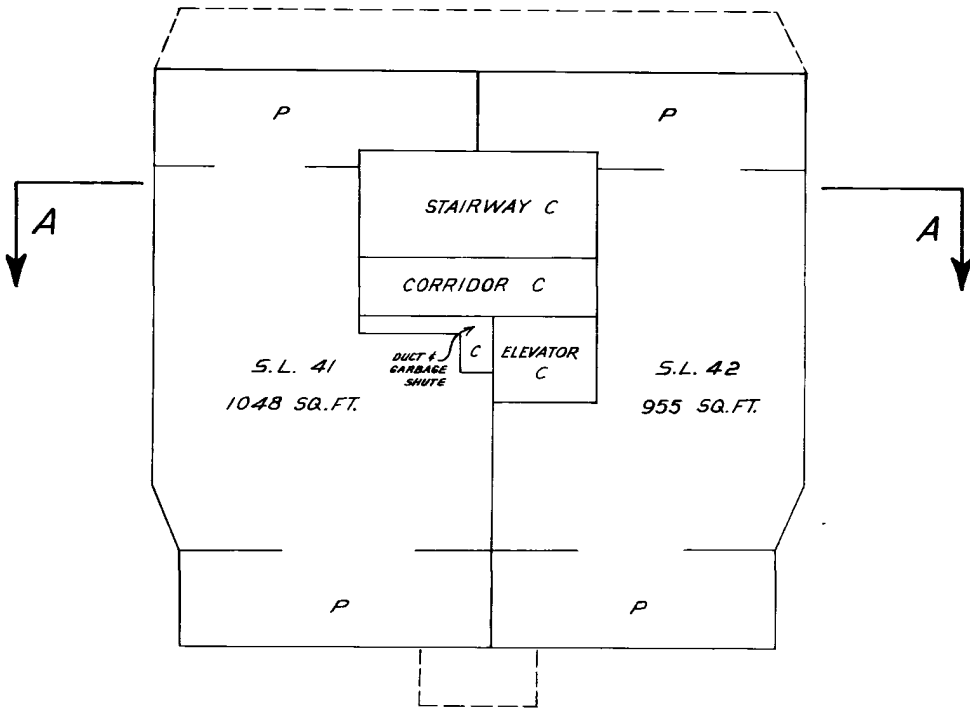 P
P
STAIRWAY C
A
A
CORRIDOR C
DUCT &
GARBAGE
SHUTE
C
ELEVATOR
C
S.L. 41
1048 SQ.FT.
S.L. 42
955 SQ.FT.
P
P